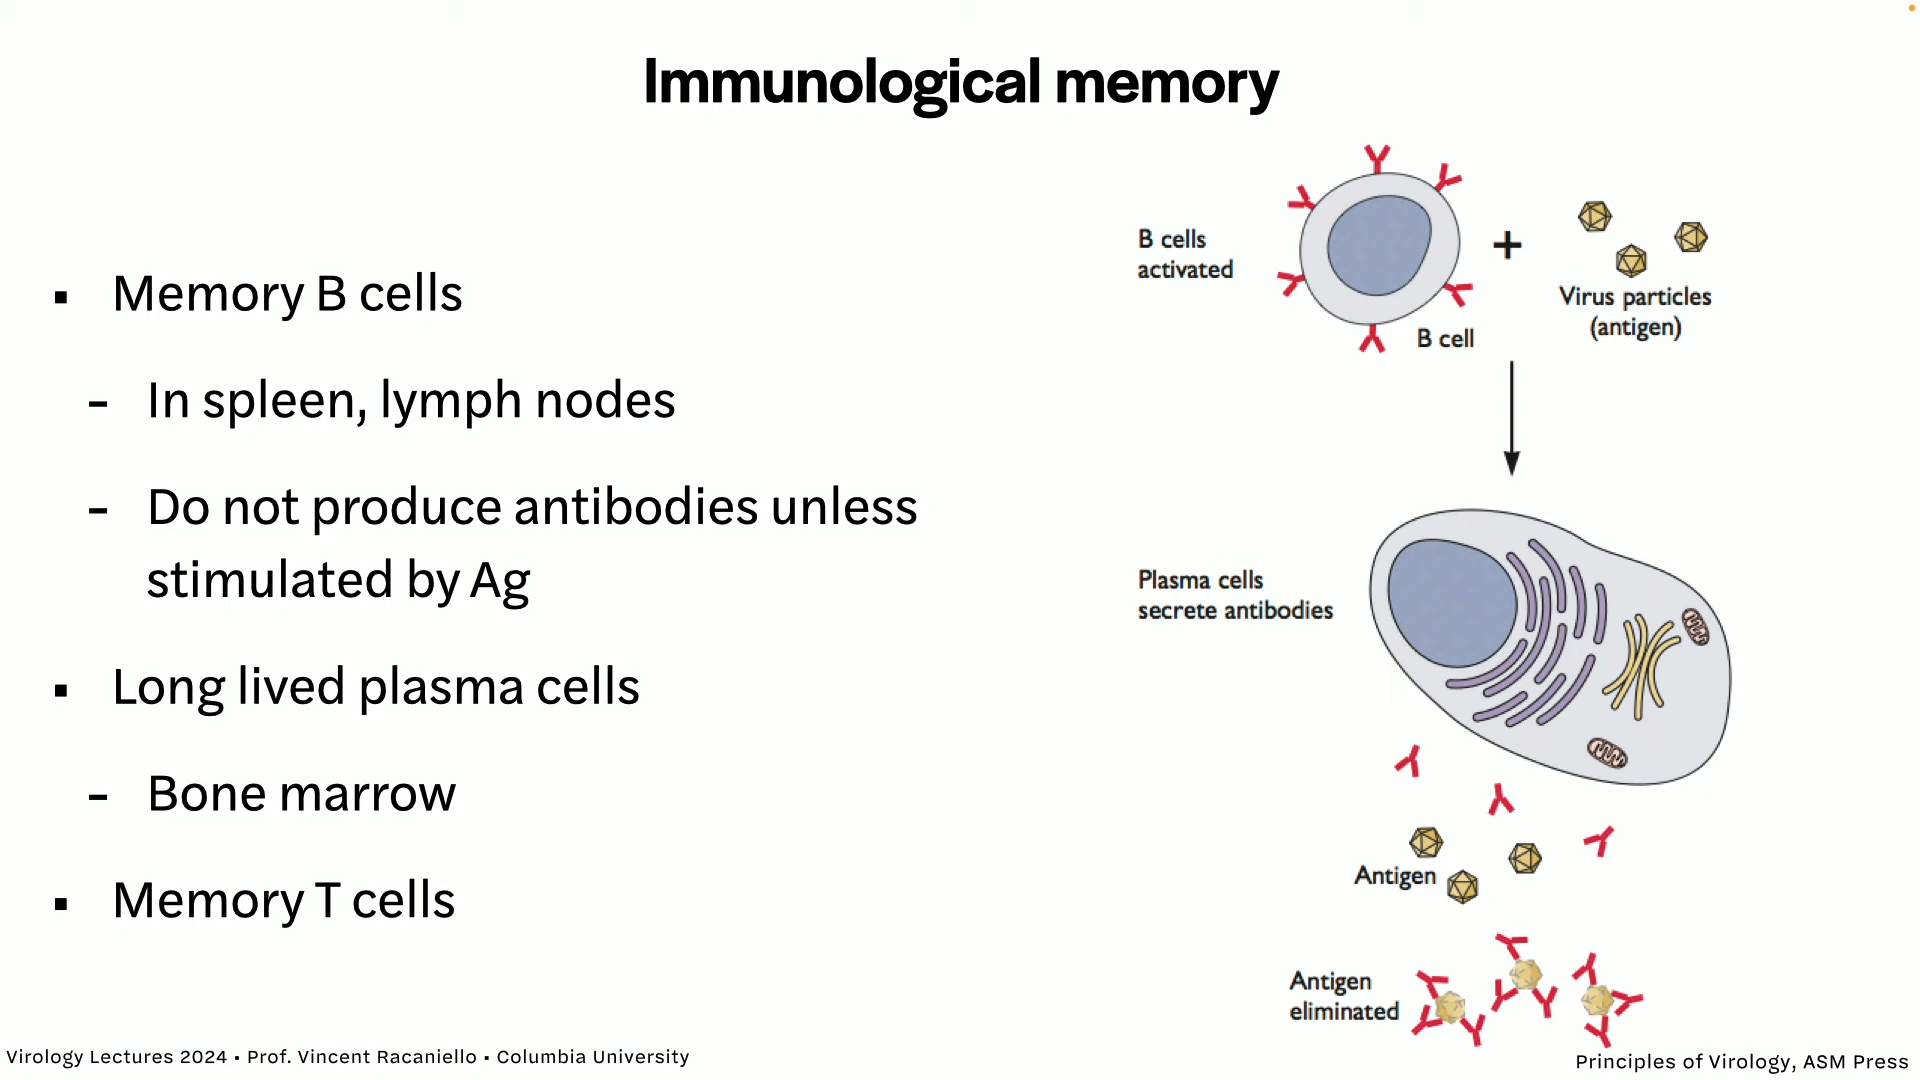 Immunological memory
▪ Memory B cells
- In spleen, lymph nodes
- Do not produce antibodies unless
stimulated by Ag
▪ Long lived plasma cells
- Bone marrow
▪ Memory T cells
B cells
activated
B cell
+
Virus particles
(antigen)
Plasma cells
secrete antibodies
Antigen
Antigen
eliminated
Virology Lectures 2024 • Prof. Vincent Racaniello • Columbia University
Principles of Virology, ASM Press